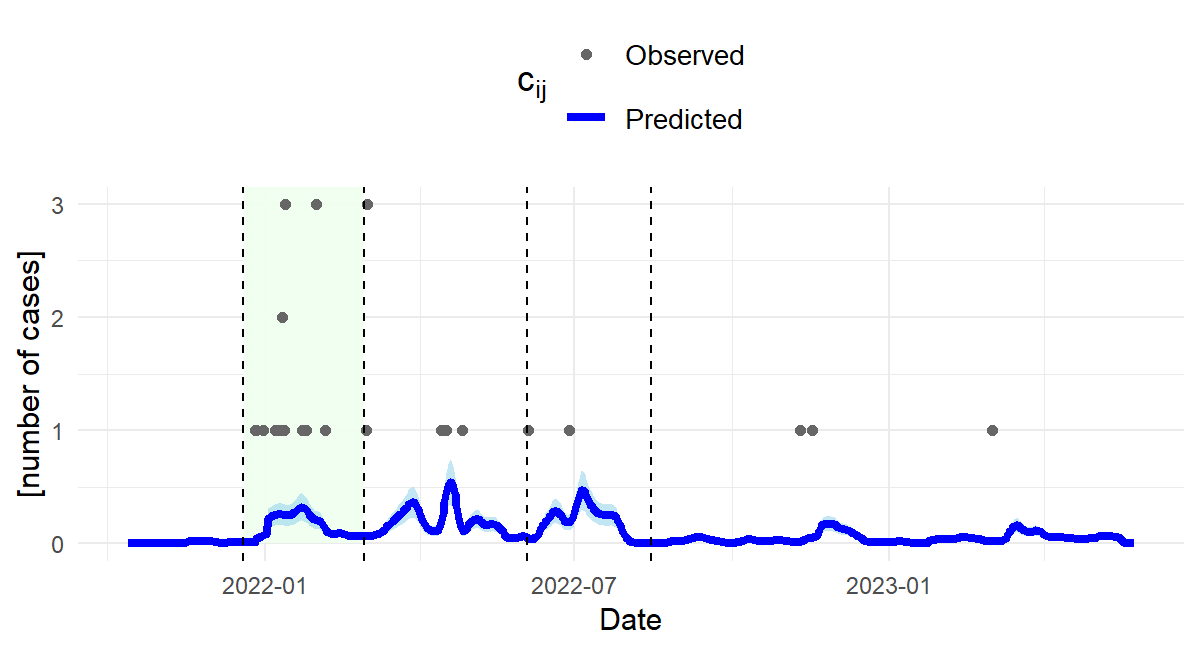 Observed
c_ij
Predicted
[number of cases]
3
2
1
0
2022-01
2022-07
2023-01
Date